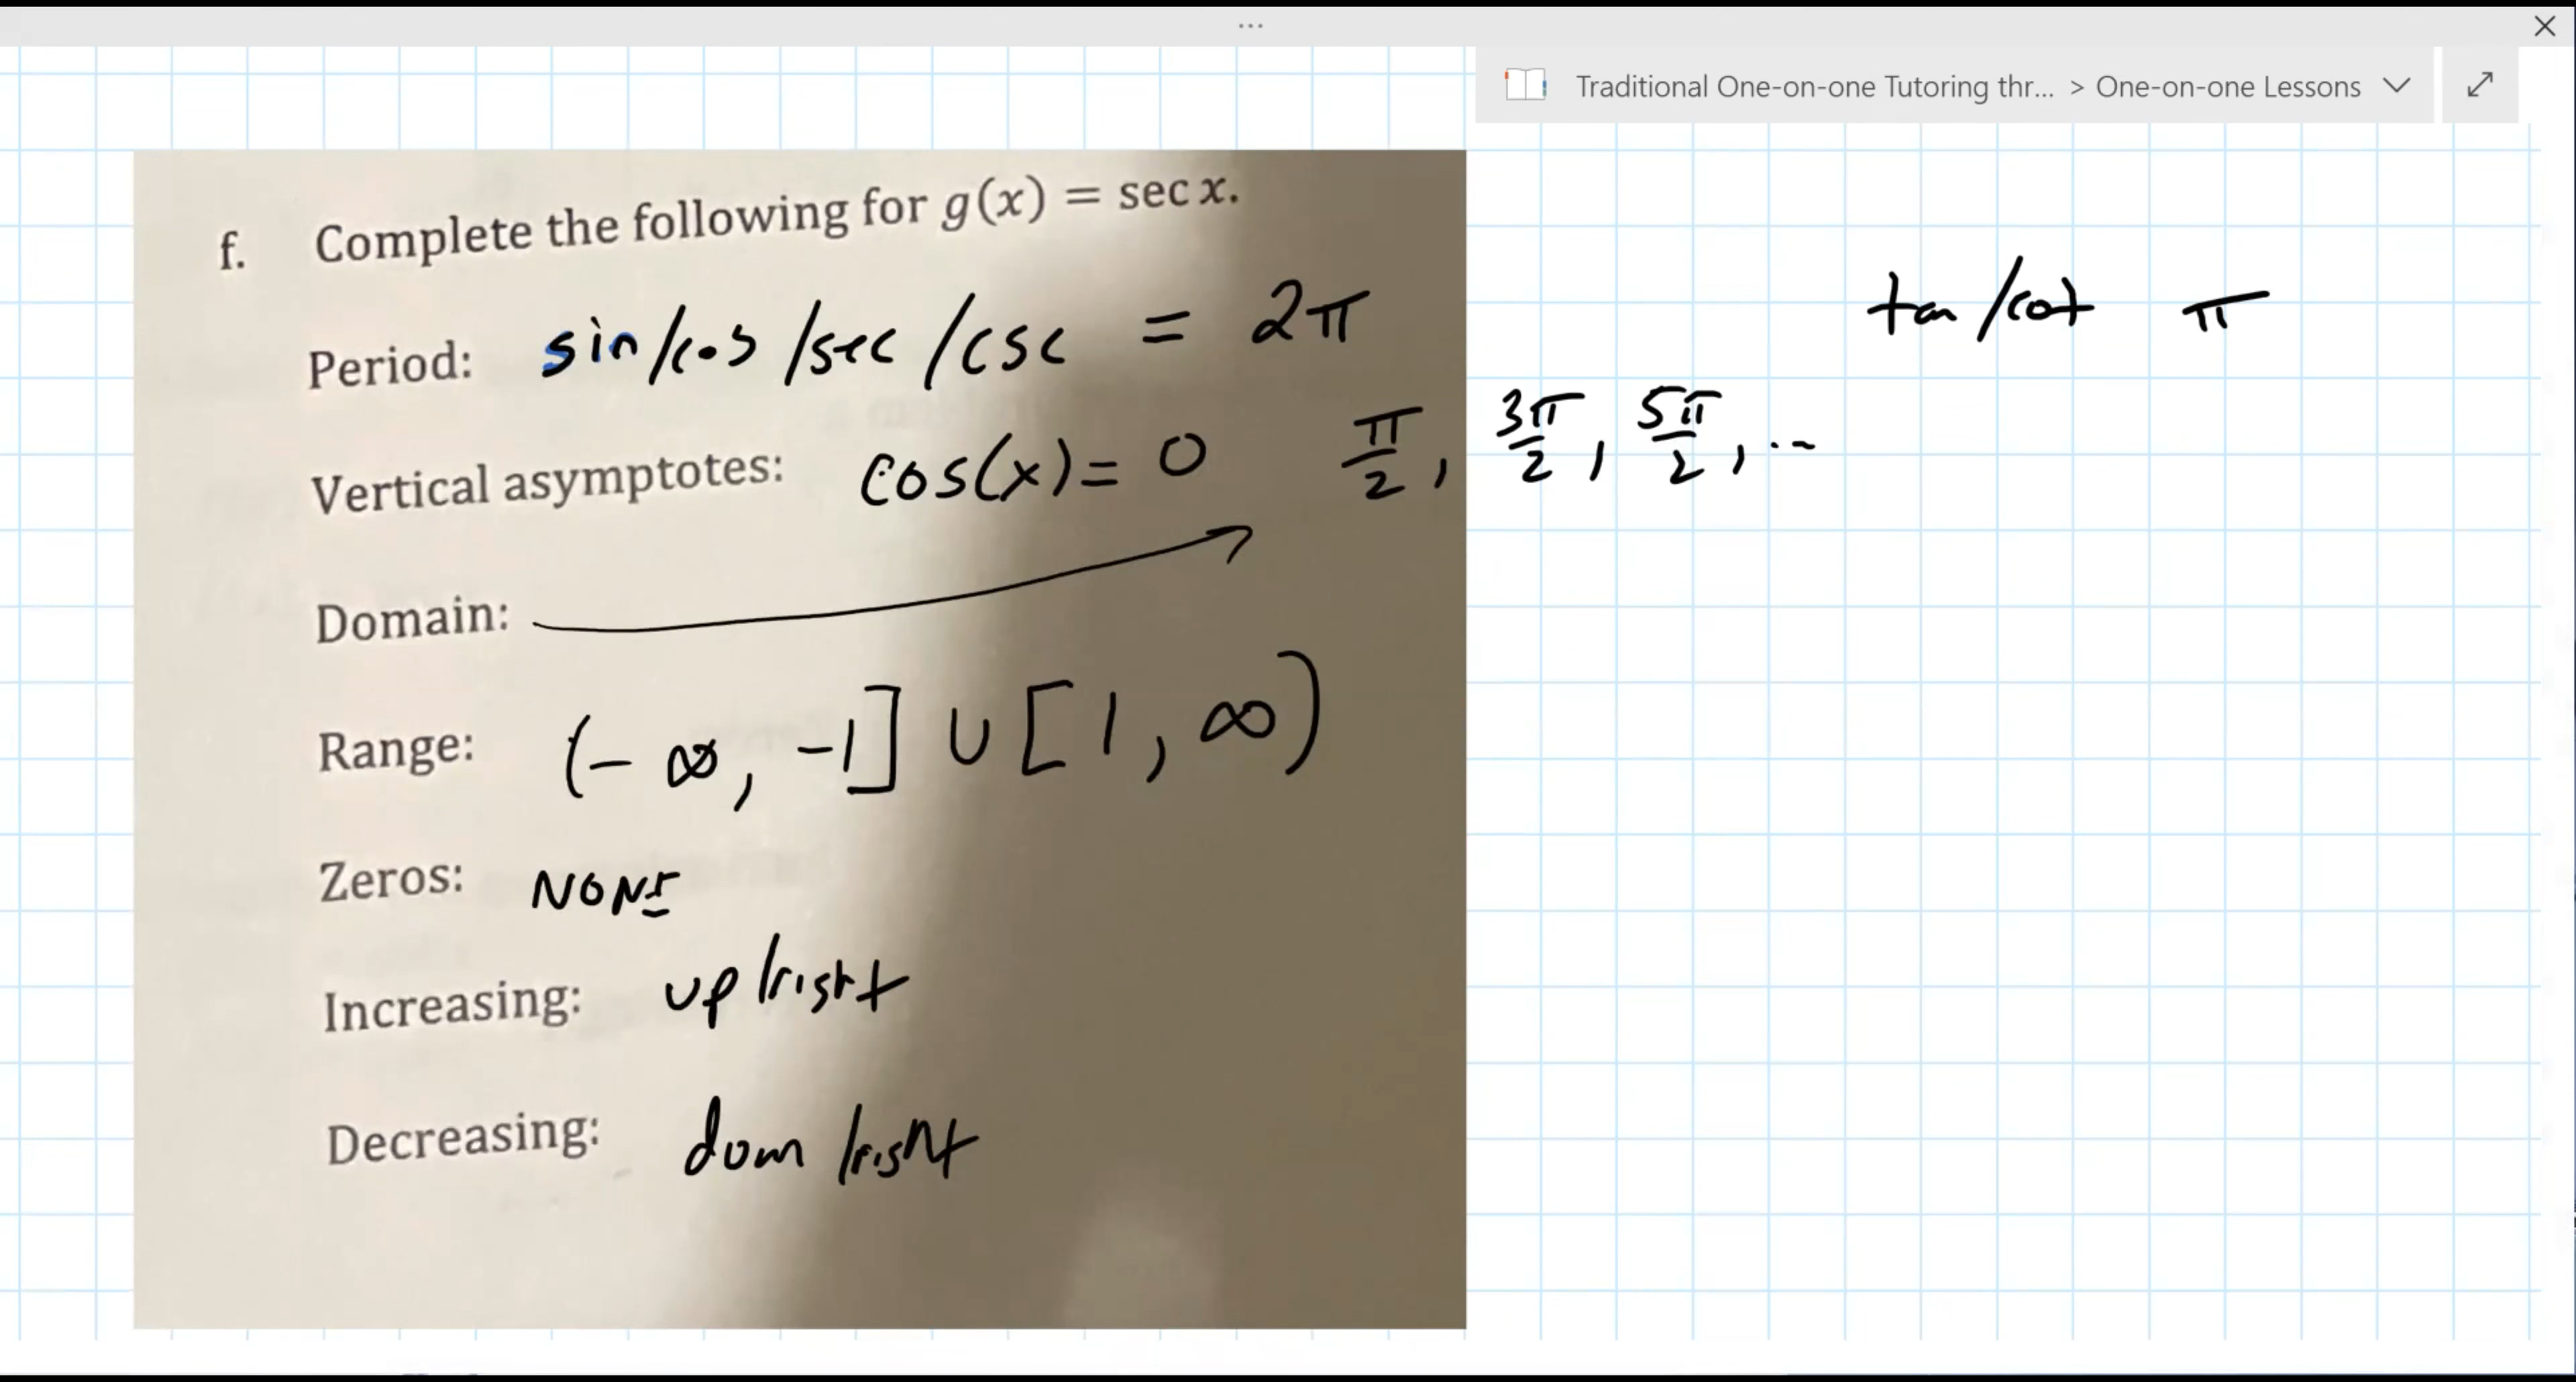 Traditional One-on-one Tutoring thr... > One-on-one Lessons
f. Complete the following for g(x) = sec x.
Period: sin/cos/sec/csc = 2π tan/cot π
Vertical asymptotes: cos(x) = 0 π/2, 3π/2, 5π/2, ...
Domain:
Range: (-∞, -1] ∪ [1, ∞)
Zeros: NONE
Increasing: up/right
Decreasing: down/right